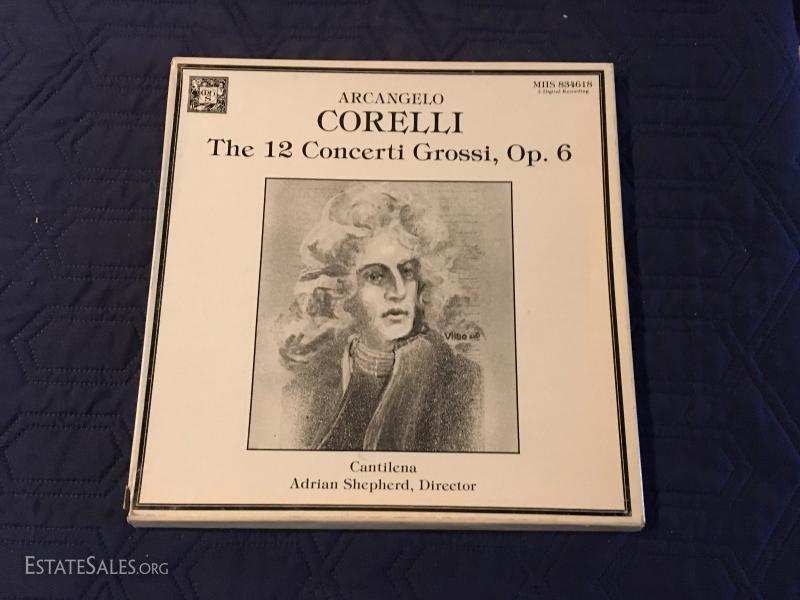 MHS 834618
A Digital Recording
ARCANGELO
CORELLI
The 12 Concerti Grossi, Op. 6
Cantilena
Adrian Shepherd, Director
ESTATESALES.ORG